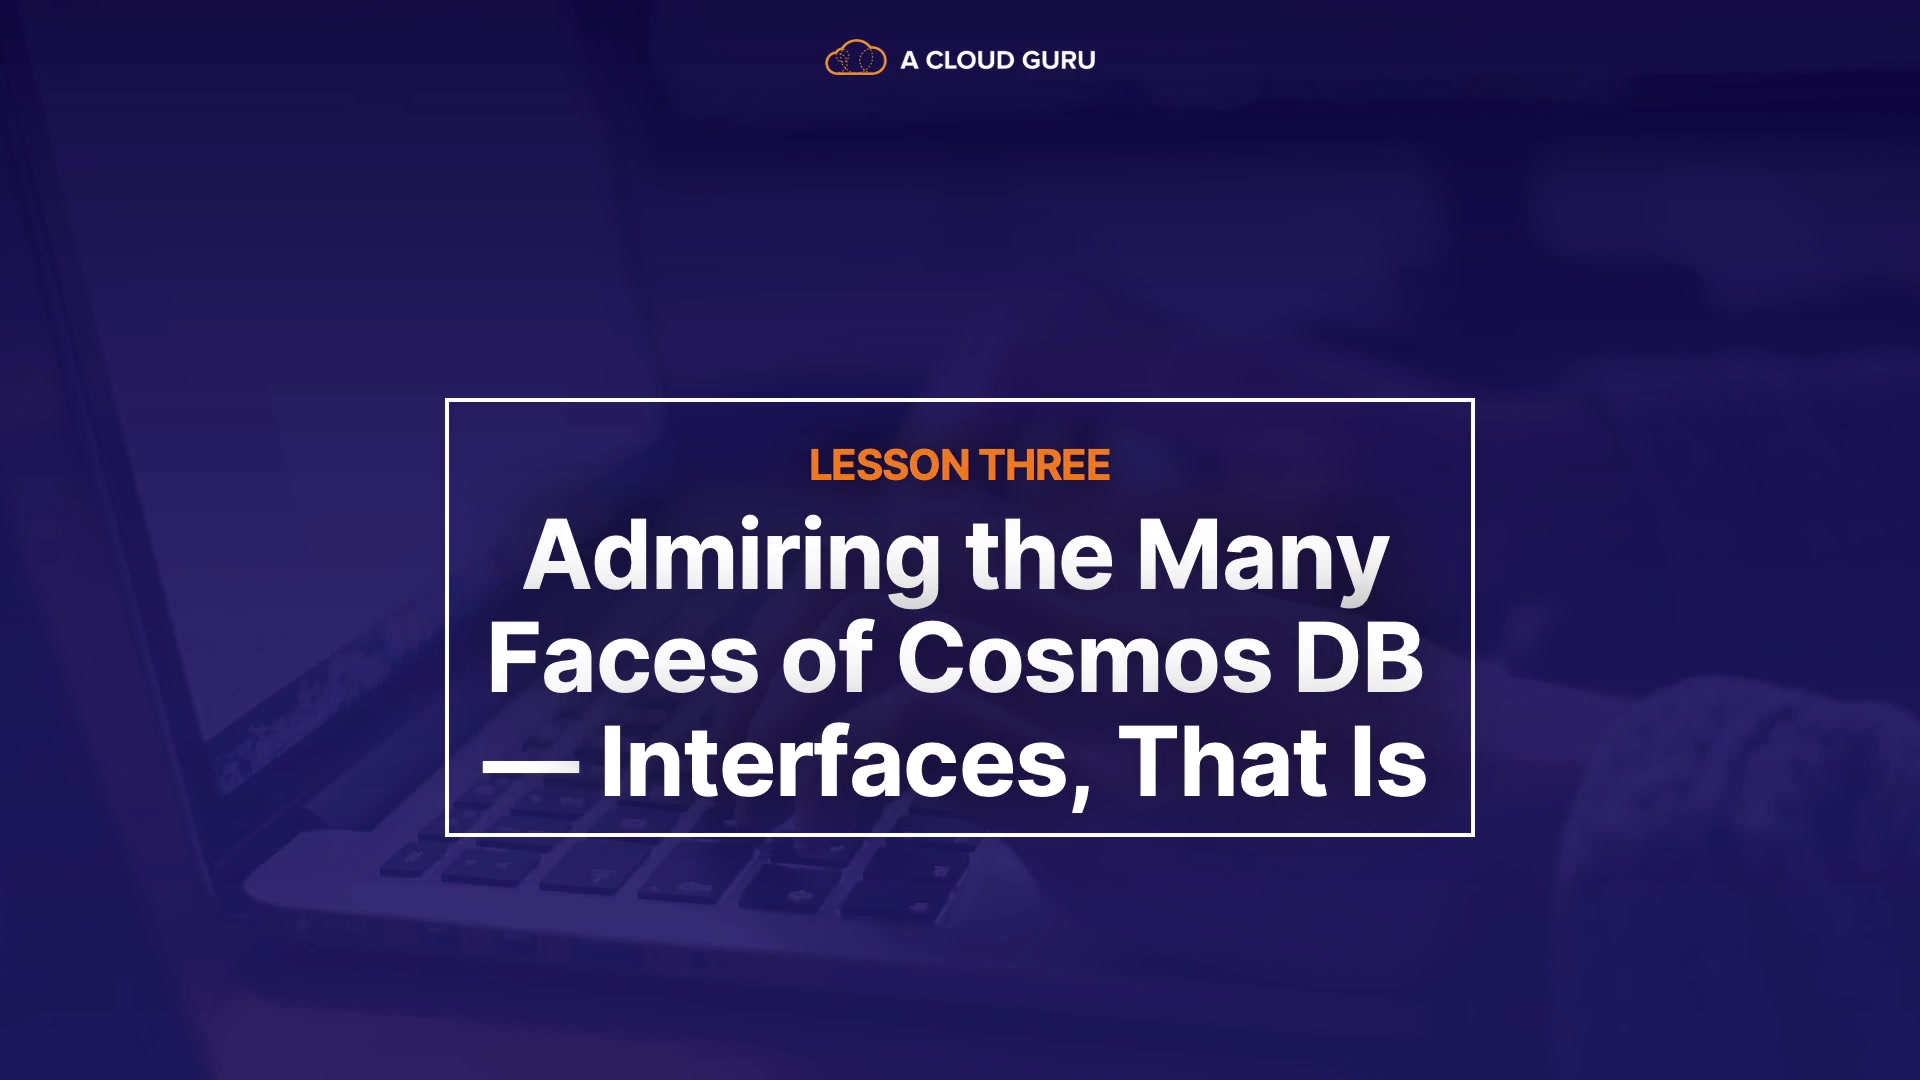 A CLOUD GURU
LESSON THREE
Admiring the Many
Faces of Cosmos DB
— Interfaces, That Is